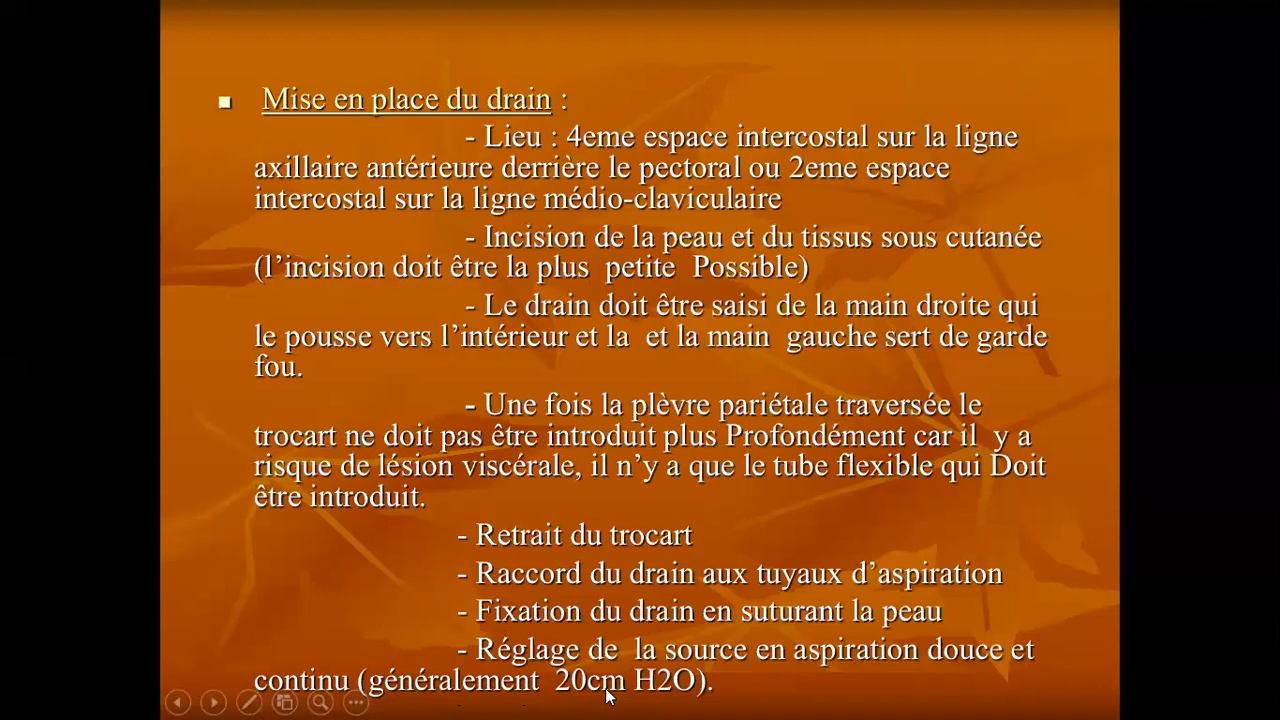 Mise en place du drain :
- Lieu : 4eme espace intercostal sur la ligne
axillaire antérieure derrière le pectoral ou 2eme espace
intercostal sur la ligne médio-claviculaire
- Incision de la peau et du tissus sous cutanée
(l’incision doit être la plus petite Possible)
- Le drain doit être saisi de la main droite qui
le pousse vers l’intérieur et la et la main gauche sert de garde
fou.
- Une fois la plèvre pariétale traversée le
trocart ne doit pas être introduit plus Profondément car il y a
risque de lésion viscérale, il n’y a que le tube flexible qui Doit
être introduit.
- Retrait du trocart
- Raccord du drain aux tuyaux d’aspiration
- Fixation du drain en suturant la peau
- Réglage de la source en aspiration douce et
continu (généralement 20cm H2O).